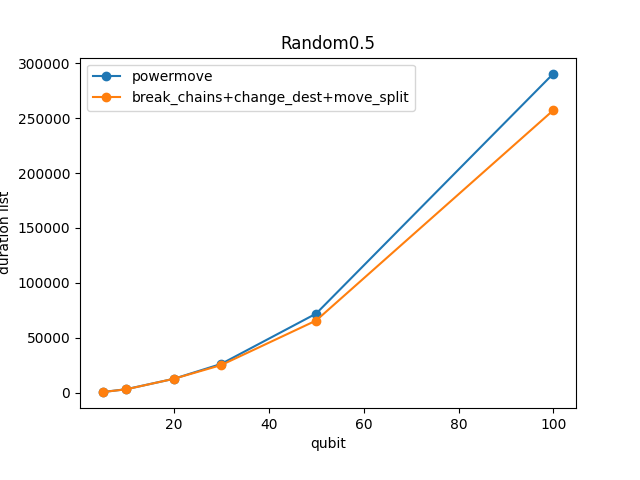 Random0.5
powermove
break_chains+change_dest+move_split
300000
250000
200000
150000
100000
50000
0
duration list
20
40
60
80
100
qubit